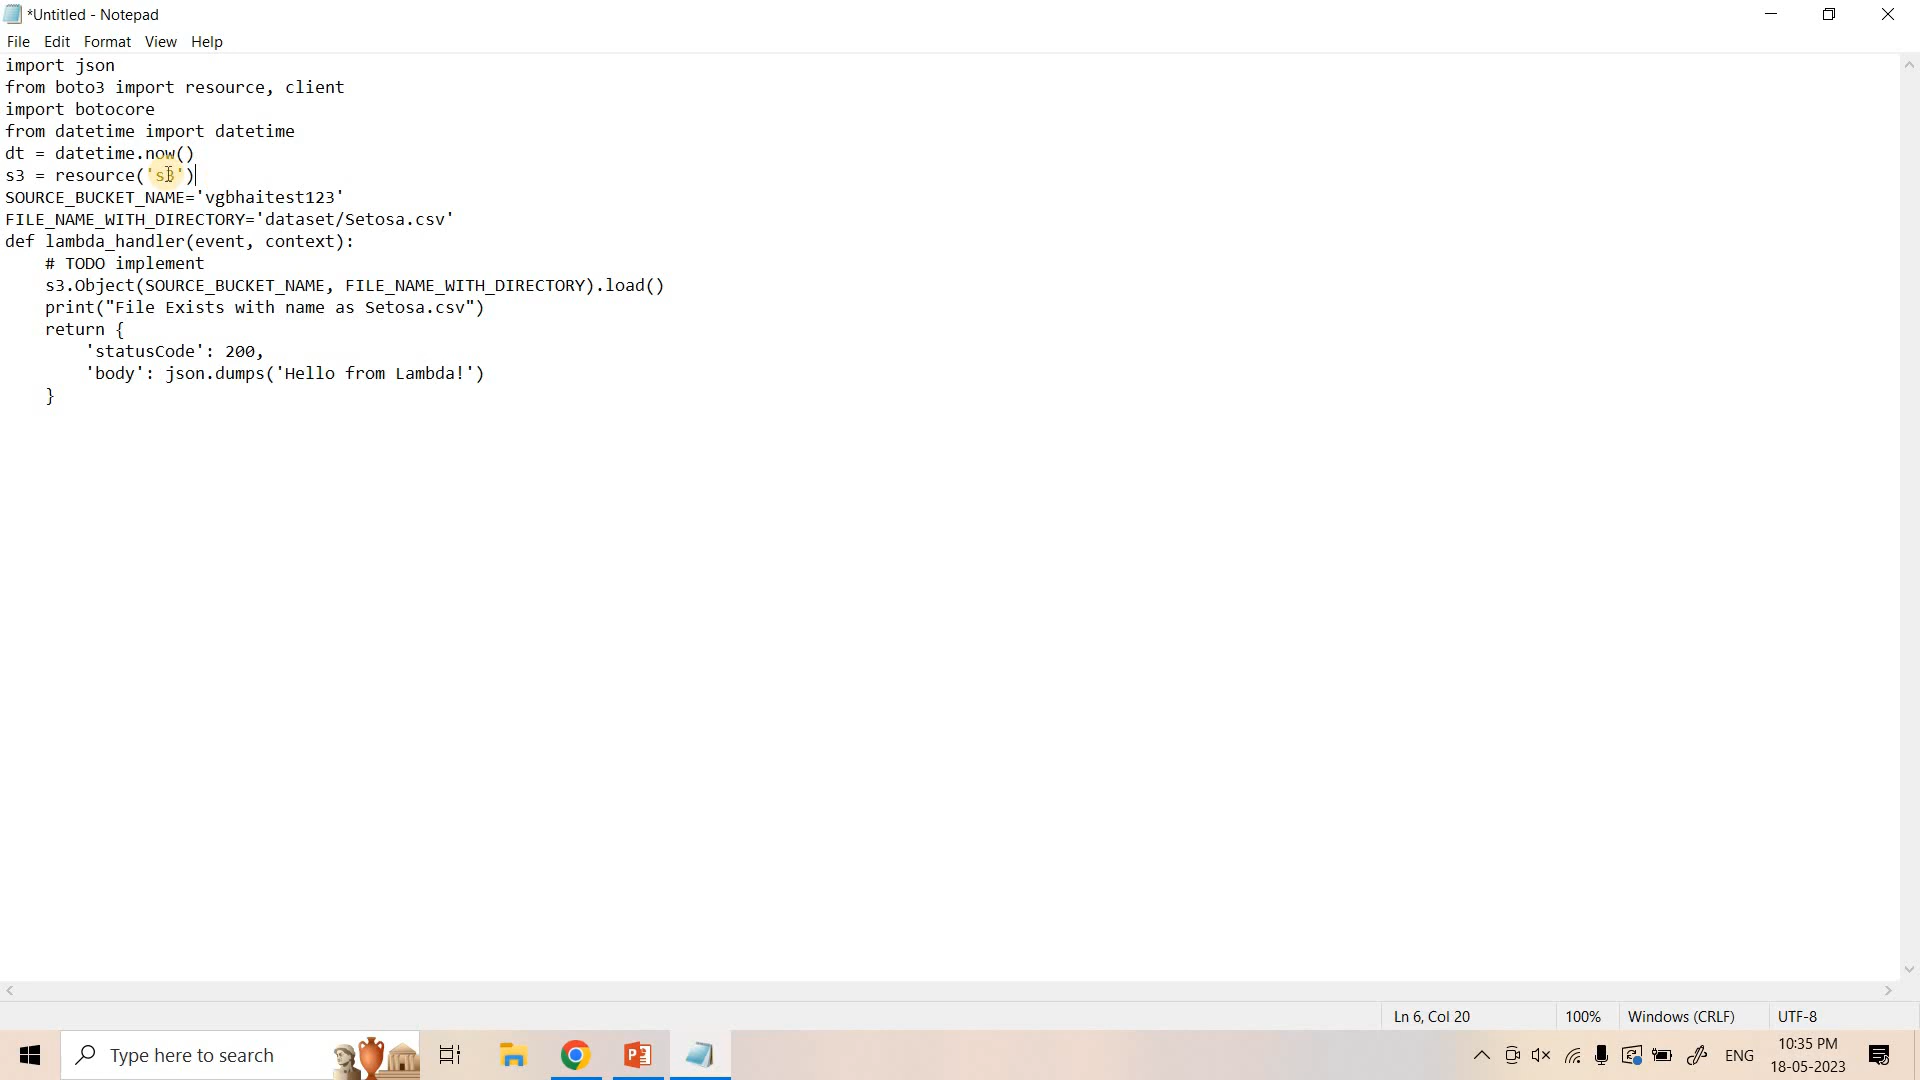 *Untitled - Notepad
File Edit Format View Help
import json
from boto3 import resource, client
import botocore
from datetime import datetime
dt = datetime.now()
s3 = resource('s3')
SOURCE_BUCKET_NAME='vgbhaitest123'
FILE_NAME_WITH_DIRECTORY='dataset/Setosa.csv'
def lambda_handler(event, context):
    # TODO implement
    s3.Object(SOURCE_BUCKET_NAME, FILE_NAME_WITH_DIRECTORY).load()
    print("File Exists with name as Setosa.csv")
    return {
        'statusCode': 200,
        'body': json.dumps('Hello from Lambda!')
    }
Ln 6, Col 20 100% Windows (CRLF) UTF-8
Type here to search
ENG
10:35 PM
18-05-2023